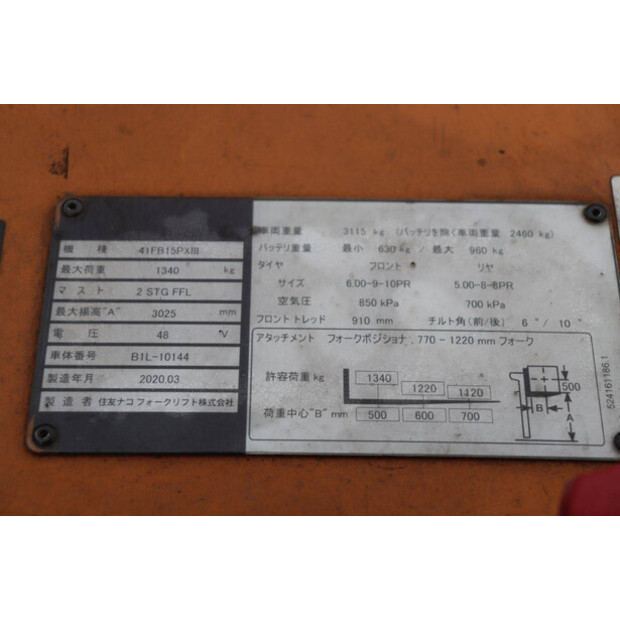 機 種 41FB15PXⅢ
最大荷重 1340 kg
マスト 2 STG FFL
最大揚高"A" 3025 mm
電 圧 48 V
車体番号 B1L-10144
製造年月 2020.03
製 造 者 住友ナコ フォークリフト株式会社
車両重量 3115 kg (バッテリを除く車両重量 2460 kg)
バッテリ重量 最小 630 kg / 最大 960 kg
タイヤ フロント リヤ
サイズ 6.00-9-10PR 5.00-8-8PR
空気圧 850 kPa 700 kPa
フロントトレッド 910 mm チルト角(前/後) 6°/ 10°
アタッチメント フォークポジショナ. 770-1220 mm フォーク
許容荷重 kg 1340 1220 1120
荷重中心"B" mm 500 600 700
500
B
A
524161186.1